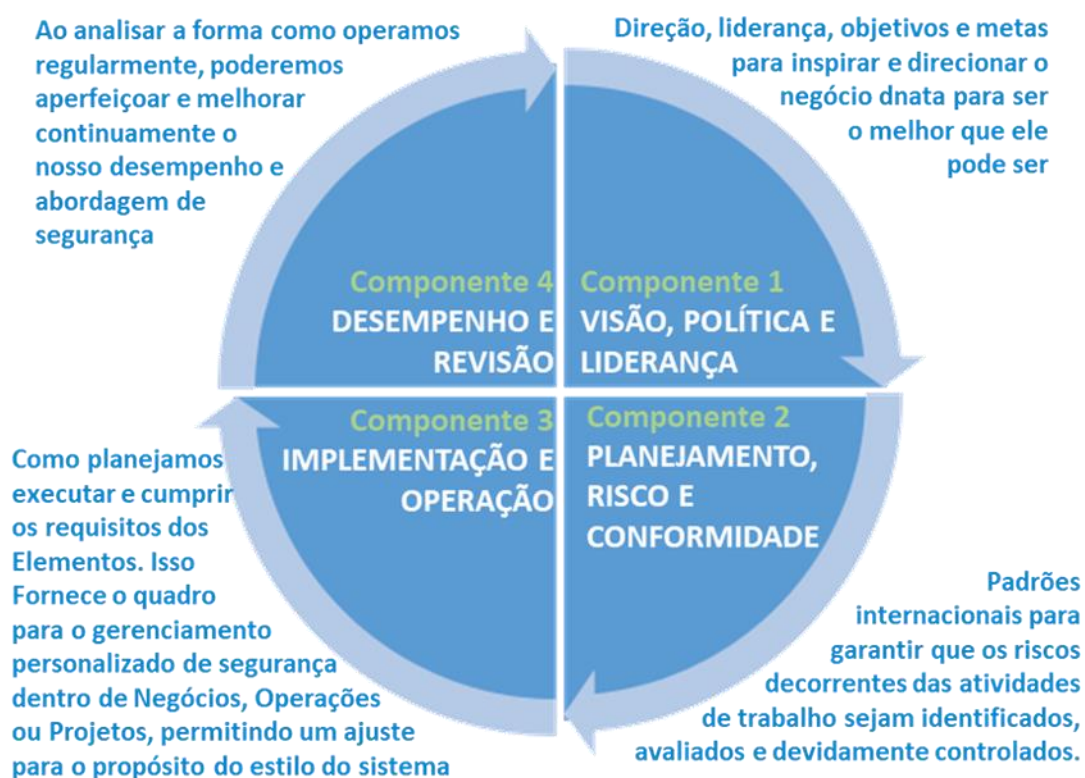 Ao analisar a forma como operamos
regularmente, poderemos
aperfeiçoar e melhorar
continuamente o
nosso desempenho e
abordagem de
segurança
Direção, liderança, objetivos e metas
para inspirar e direcionar o
negócio dnata para ser
o melhor que ele
pode ser
Componente 4
DESEMPENHO E
REVISÃO
Componente 1
VISÃO, POLÍTICA E
LIDERANÇA
Componente 3
IMPLEMENTAÇÃO E
OPERAÇÃO
Componente 2
PLANEJAMENTO,
RISCO E
CONFORMIDADE
Como planejamos
executar e cumprir
os requisitos dos
Elementos. Isso
Fornece o quadro
para o gerenciamento
personalizado de segurança
dentro de Negócios, Operações
ou Projetos, permitindo um ajuste
para o propósito do estilo do sistema
Padrões
internacionais para
garantir que os riscos
decorrentes das atividades
de trabalho sejam identificados,
avaliados e devidamente controlados.